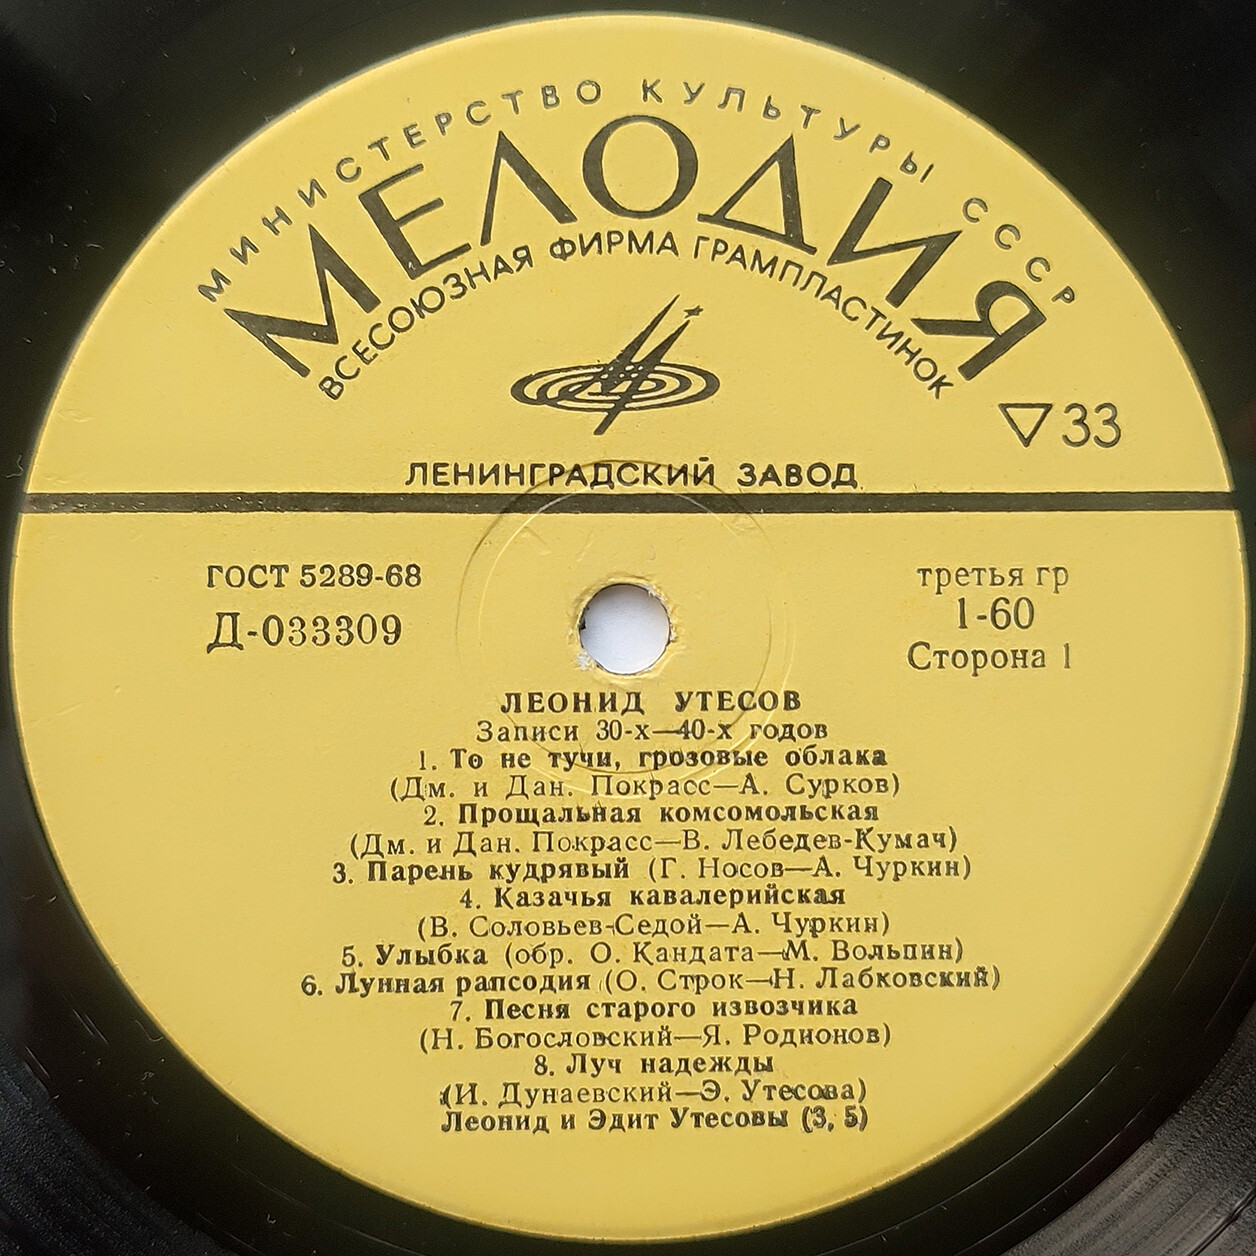 МИНИСТЕРСТВО КУЛЬТУРЫ СССР
МЕЛОДИЯ
ВСЕСОЮЗНАЯ ФИРМА ГРАМПЛАСТИНОК
▽33
ЛЕНИНГРАДСКИЙ ЗАВОД
ГОСТ 5289-68
Д-033309
третья гр
1-60
Сторона 1
ЛЕОНИД УТЕСОВ
Записи 30-х—40-х годов
1. То не тучи, грозовые облака
(Дм. и Дан. Покрасс—А. Сурков)
2. Прощальная комсомольская
(Дм. и Дан. Покрасс—В. Лебедев-Кумач)
3. Парень кудрявый (Г. Носов—А. Чуркин)
4. Казачья кавалерийская
(В. Соловьев-Седой—А. Чуркин)
5. Улыбка (обр. О. Кандата—М. Вольпин)
6. Лунная рапсодия (О. Строк—Н. Лабковский)
7. Песня старого извозчика
(Н. Богословский—Я. Родионов)
8. Луч надежды
(И. Дунаевский—Э. Утесова)
Леонид и Эдит Утесовы (3, 5)